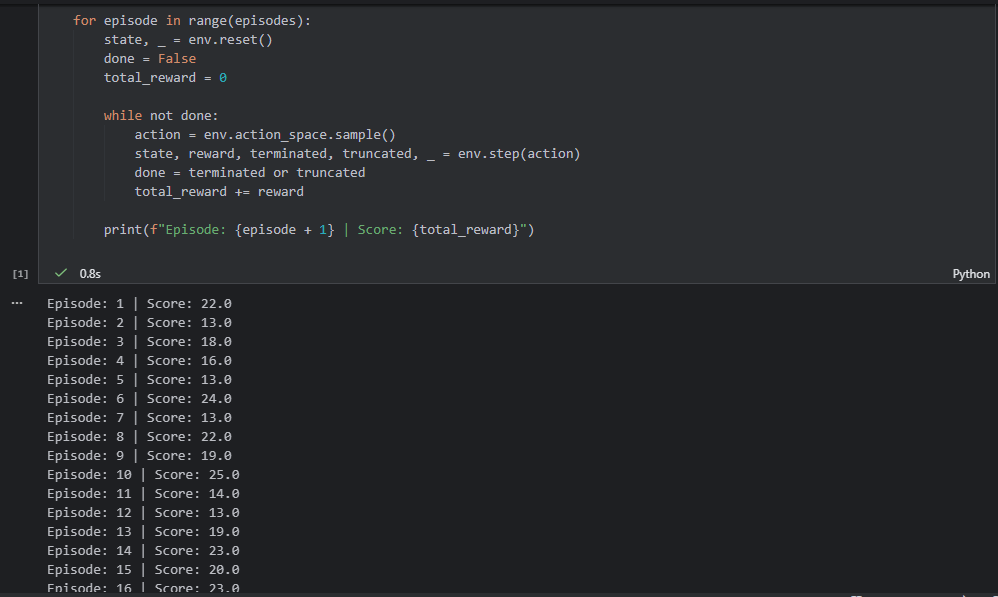 for episode in range(episodes):
state, _ = env.reset()
done = False
total_reward = 0
while not done:
action = env.action_space.sample()
state, reward, terminated, truncated, _ = env.step(action)
done = terminated or truncated
total_reward += reward
print(f"Episode: {episode + 1} | Score: {total_reward}")
[1] ✓ 0.8s Python
... Episode: 1 | Score: 22.0
Episode: 2 | Score: 13.0
Episode: 3 | Score: 18.0
Episode: 4 | Score: 16.0
Episode: 5 | Score: 13.0
Episode: 6 | Score: 24.0
Episode: 7 | Score: 13.0
Episode: 8 | Score: 22.0
Episode: 9 | Score: 19.0
Episode: 10 | Score: 25.0
Episode: 11 | Score: 14.0
Episode: 12 | Score: 13.0
Episode: 13 | Score: 19.0
Episode: 14 | Score: 23.0
Episode: 15 | Score: 20.0
Episode: 16 | Score: 23.0